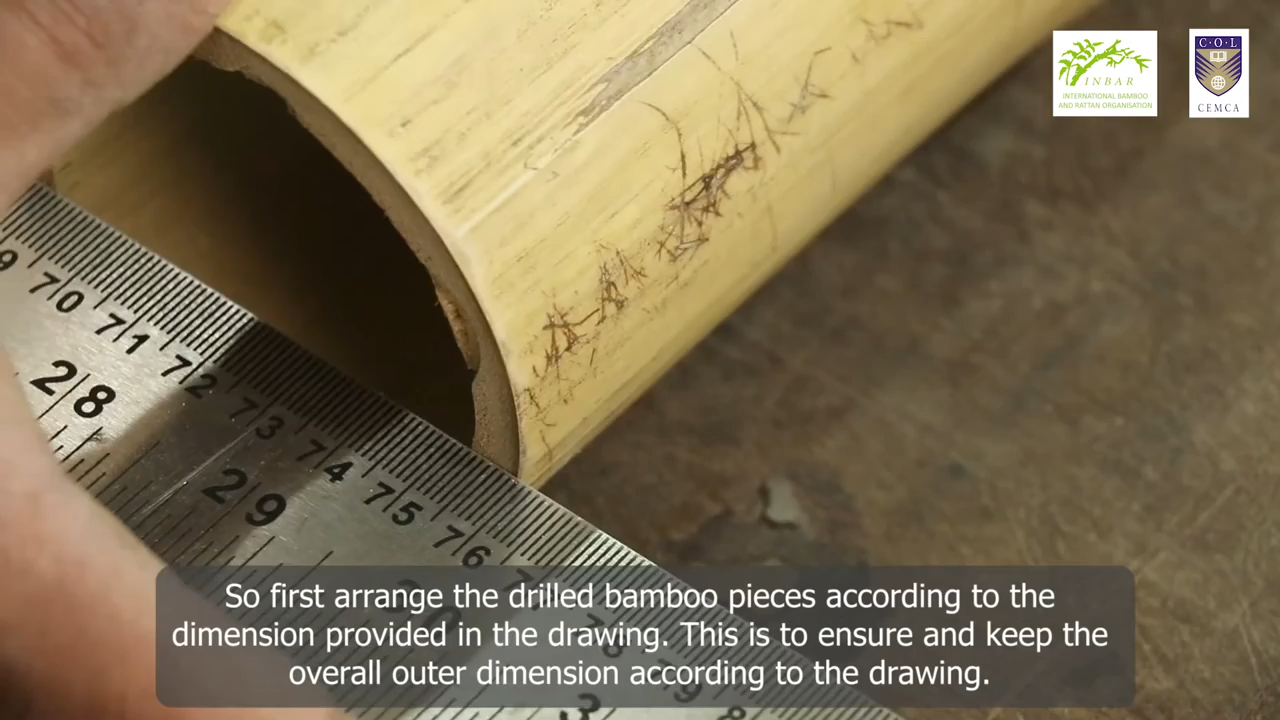 INBAR
INTERNATIONAL BAMBOO
AND RATTAN ORGANISATION
C·O·L
CEMCA
9
70
71
72
73
74
75
76
28
29
So first arrange the drilled bamboo pieces according to the
dimension provided in the drawing. This is to ensure and keep the
overall outer dimension according to the drawing.